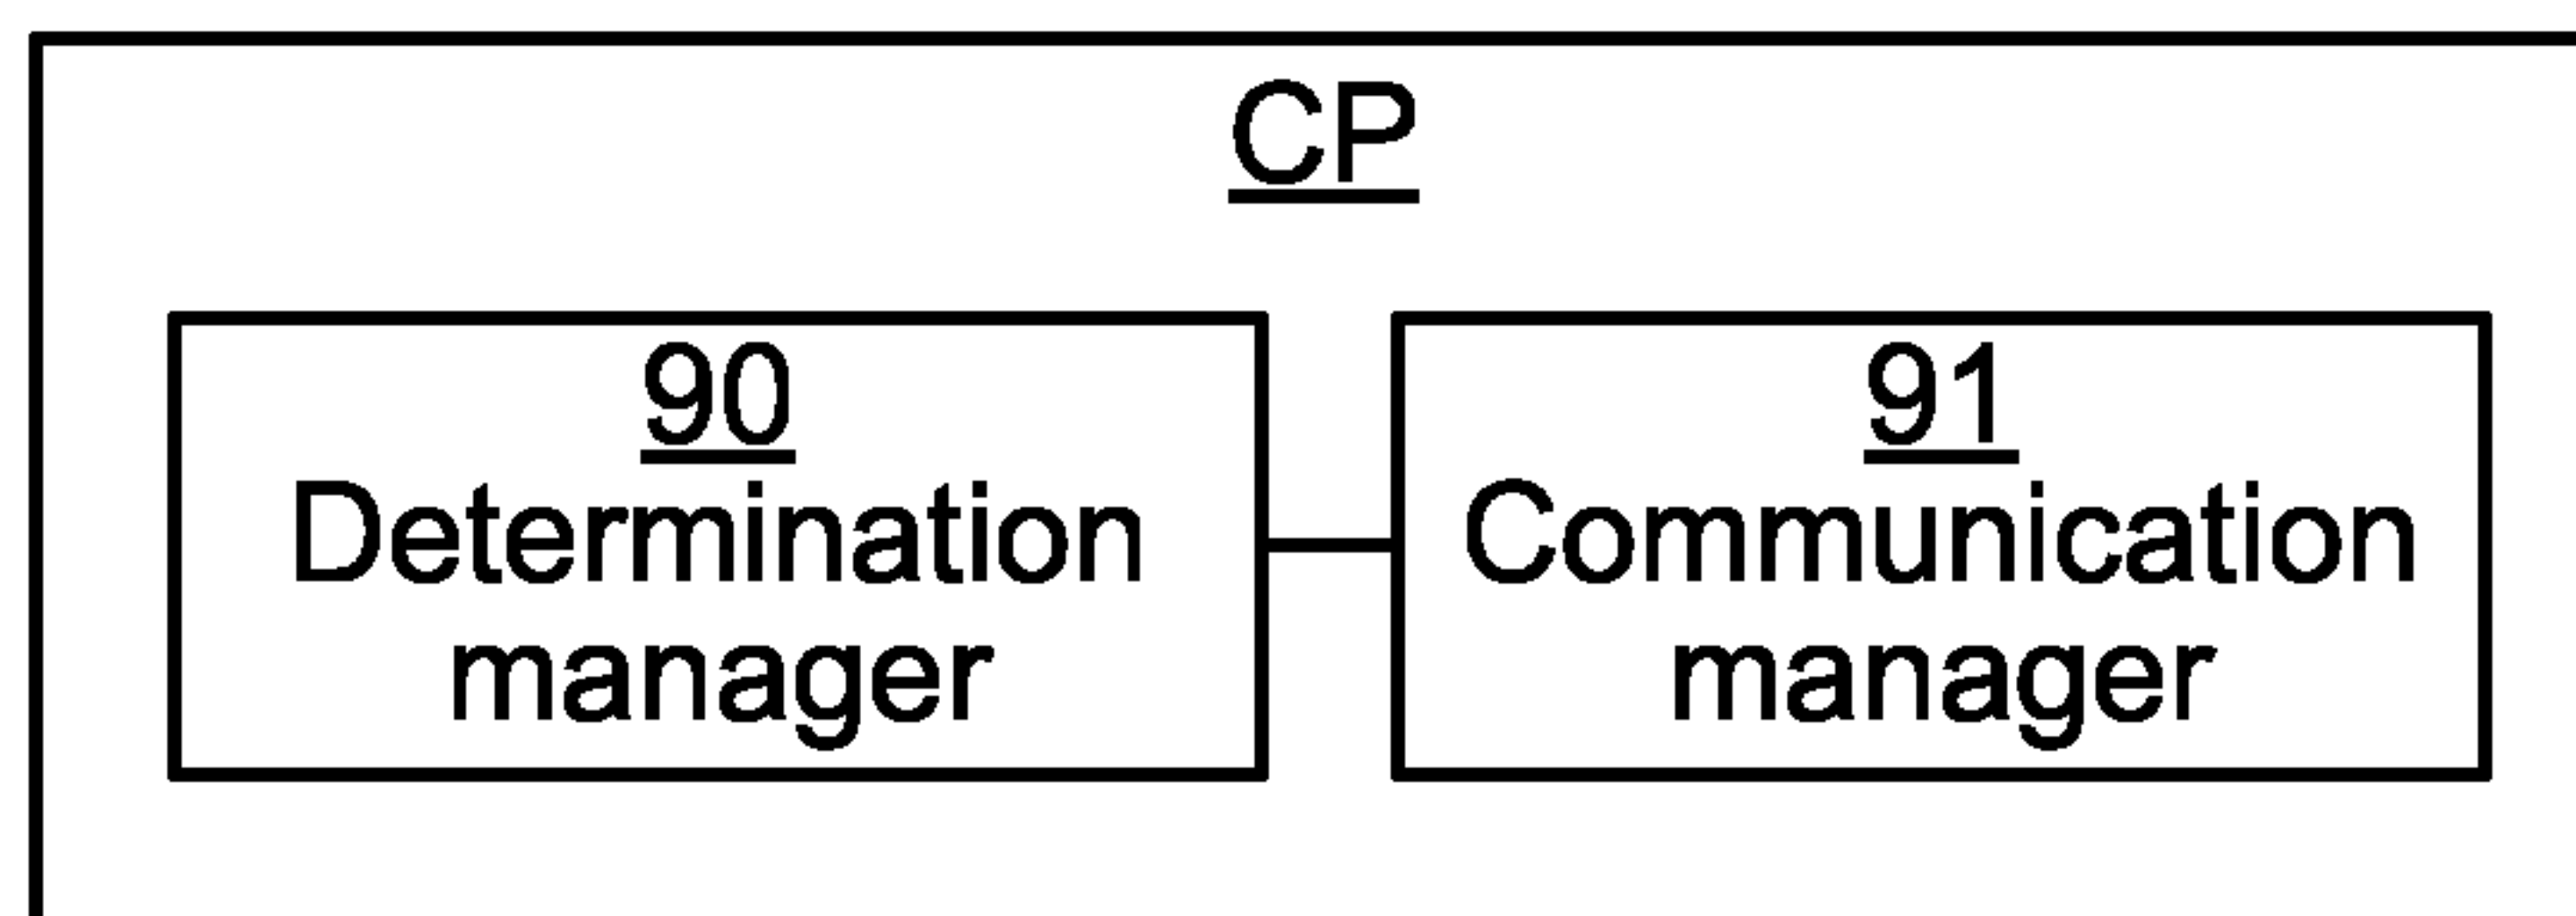 CP
90
Determination
manager
91
Communication
manager